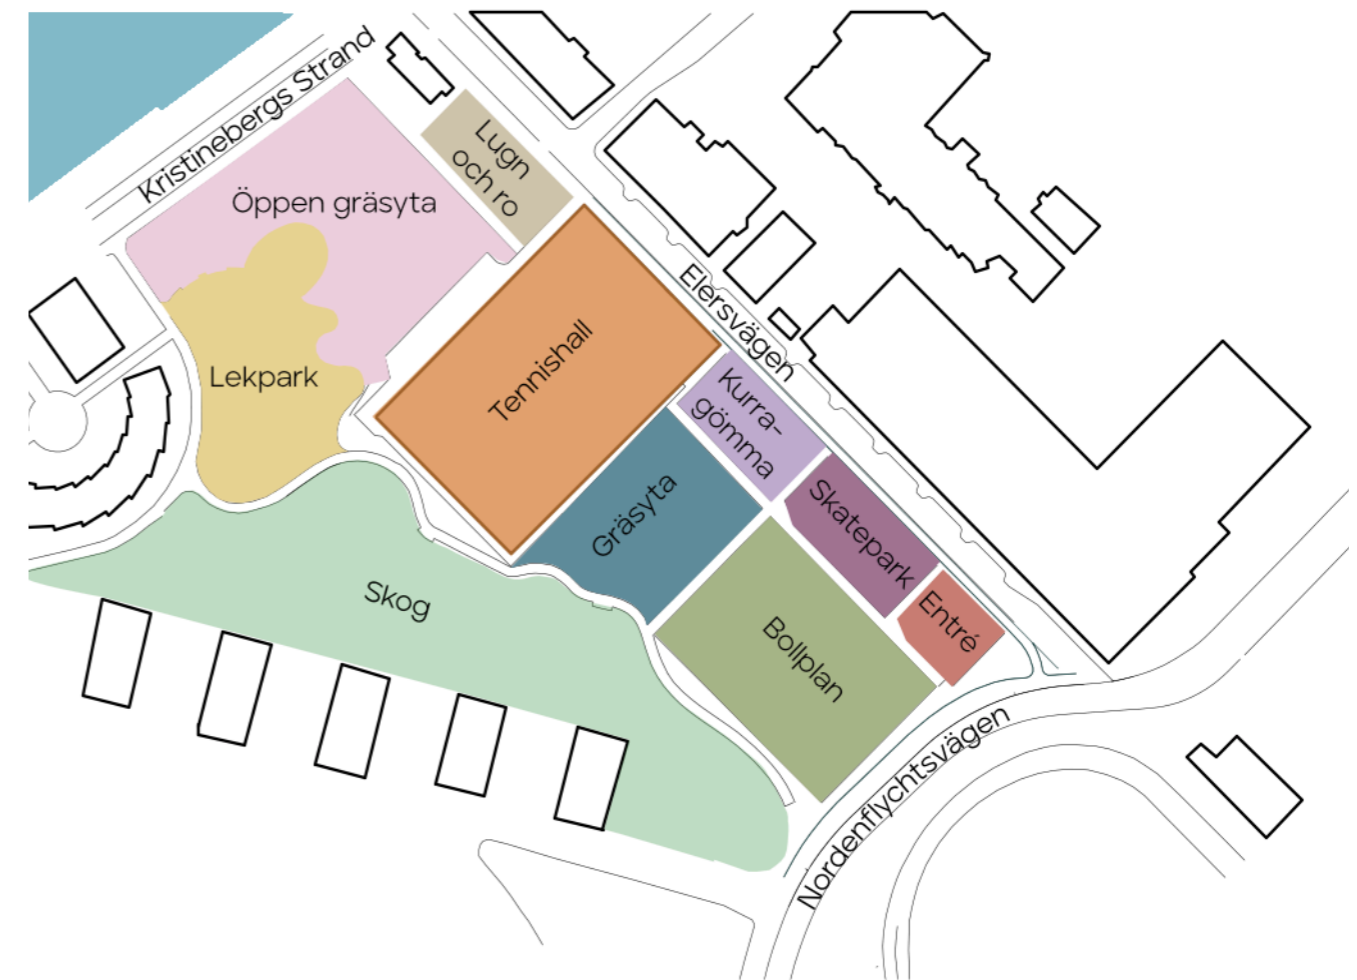 Kristinebergs Strand
Lugn
och ro
Öppen gräsyta
Elersvägen
Tennishall
Lekpark
Kurra-
gömma
Gräsyta
Skatepark
Skog
Entré
Bollplan
Nordenflychtsvägen